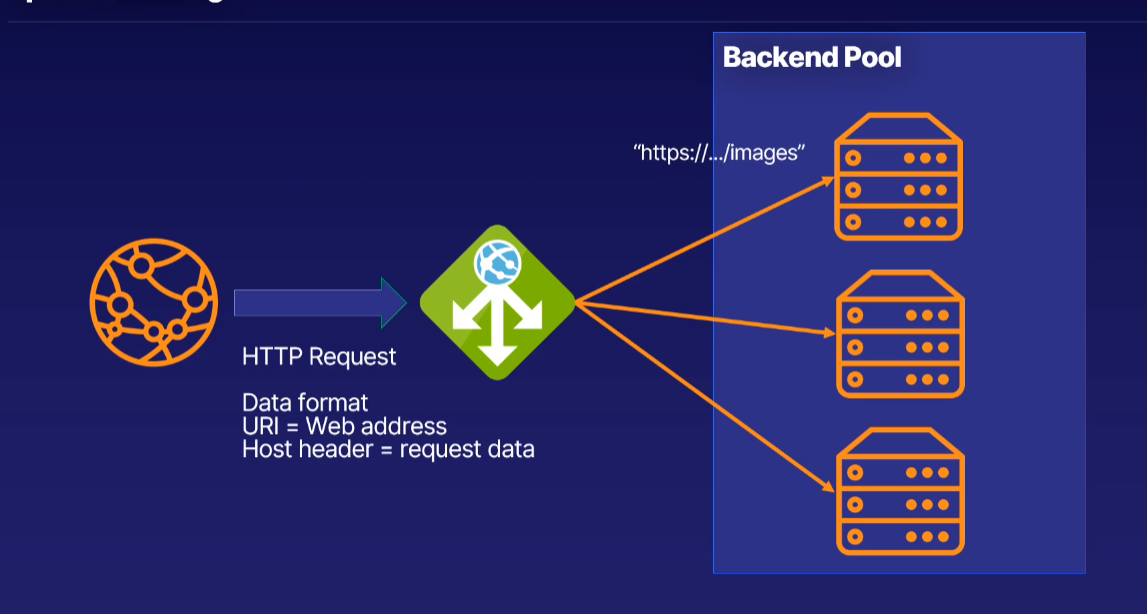 Backend Pool
“https://.../images”
HTTP Request
Data format
URI = Web address
Host header = request data